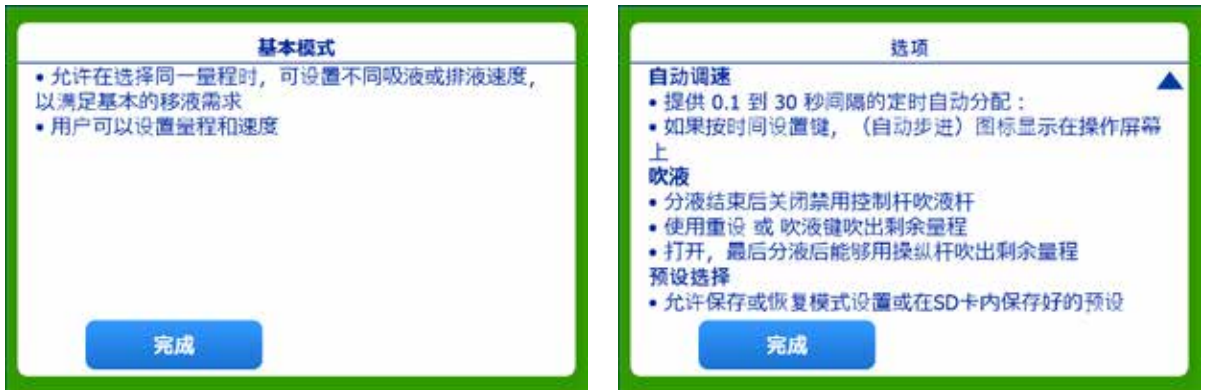 基本模式
• 允许在选择同一量程时，可设置不同吸液或排液速度，
以满足基本的移液需求
• 用户可以设置量程和速度
完成
选项
自动调速
• 提供 0.1 到 30 秒间隔的定时自动分配：
• 如果按时间设置键，（自动步进）图标显示在操作屏幕
上
吹液
• 分液结束后关闭禁用控制杆吹液杆
• 使用重设 或 吹液键吹出剩余量程
• 打开，最后分液后能够用操纵杆吹出剩余量程
预设选择
• 允许保存或恢复模式设置或在SD卡内保存好的预设
完成